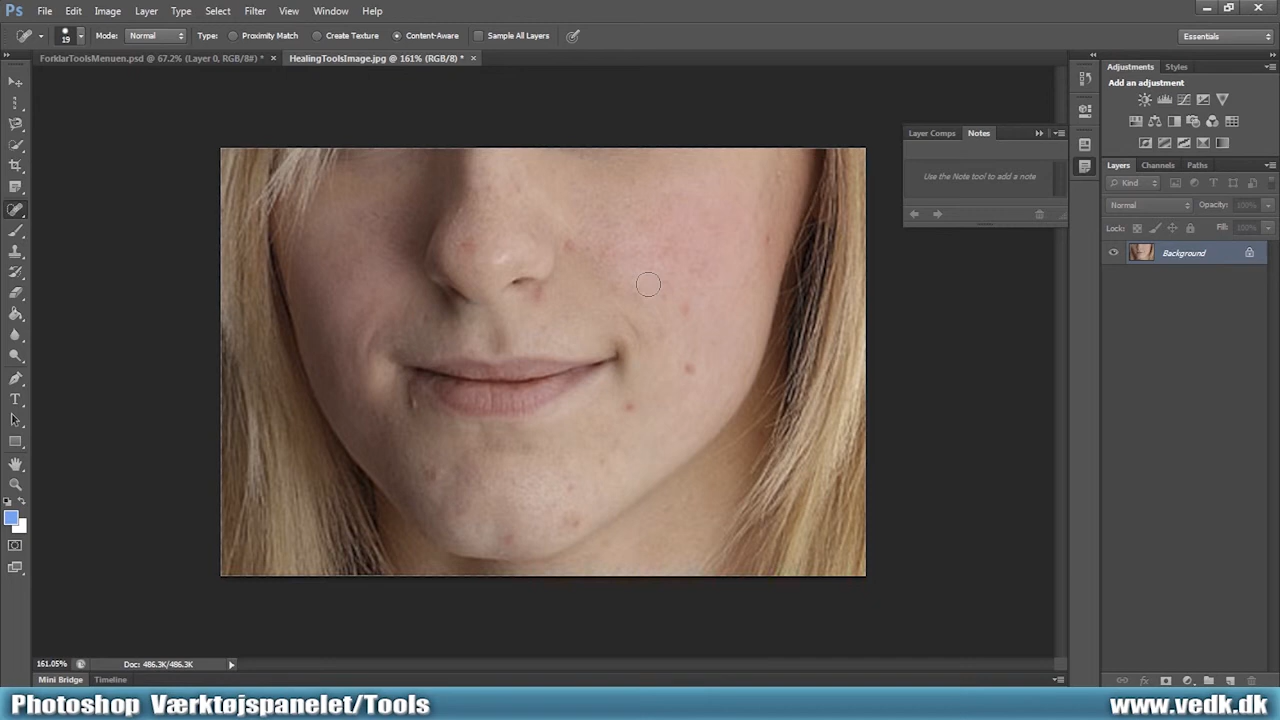 Ps File Edit Image Layer Type Select Filter View Window Help
19 Mode: Normal Type: Proximity Match Create Texture Content-Aware Sample All Layers Essentials
ForklarToolsMenuen.psd @ 67.2% (Layer 0, RGB/8#) * × HealingToolsImage.jpg @ 161% (RGB/8) * ×
Adjustments Styles
Add an adjustment
Layer Comps Notes
Use the Note tool to add a note
Layers Channels Paths
Kind
Normal Opacity: 100%
Lock: Fill: 100%
Background
161.05% Doc: 486.3K/486.3K
Mini Bridge Timeline
Photoshop Værktøjspanelet/Tools www.vedk.dk